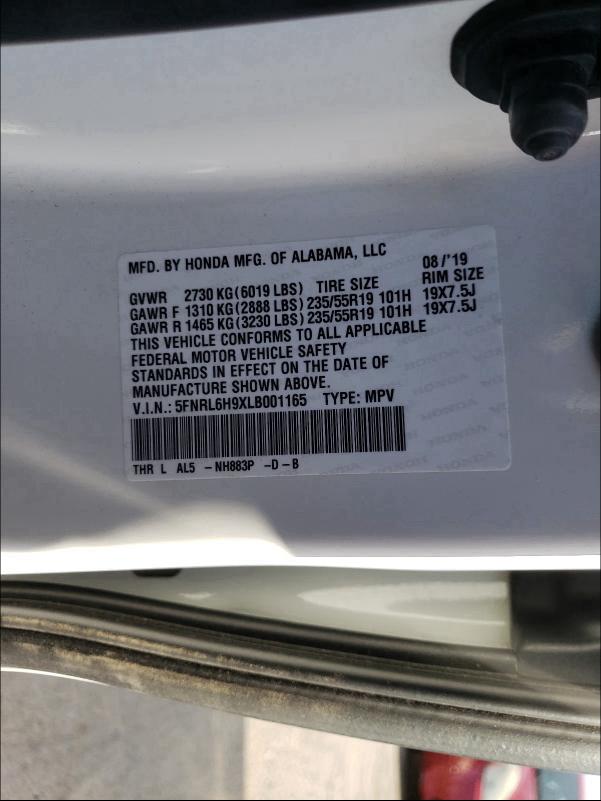 MFD. BY HONDA MFG. OF ALABAMA, LLC 08/'19
GVWR 2730 KG(6019 LBS) TIRE SIZE RIM SIZE
GAWR F 1310 KG(2888 LBS) 235/55R19 101H 19X7.5J
GAWR R 1465 KG(3230 LBS) 235/55R19 101H 19X7.5J
THIS VEHICLE CONFORMS TO ALL APPLICABLE
FEDERAL MOTOR VEHICLE SAFETY
STANDARDS IN EFFECT ON THE DATE OF
MANUFACTURE SHOWN ABOVE.
V.I.N.: 5FNRL6H9XLB001165 TYPE: MPV
THR L AL5 -NH883P -D-B